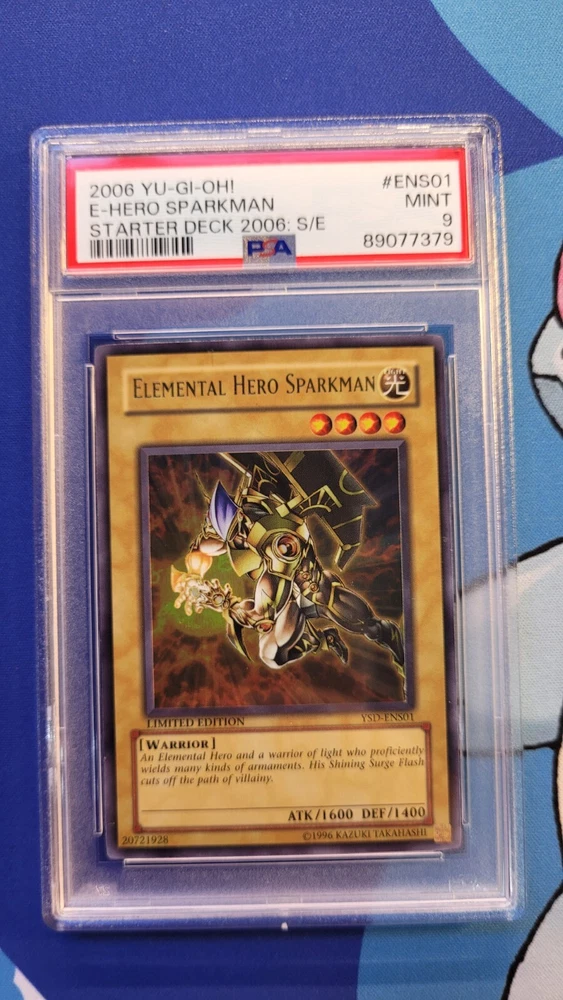 2006 YU-GI-OH! #ENS01
E-HERO SPARKMAN MINT
STARTER DECK 2006: S/E 9
PSA 89077379
ELEMENTAL HERO SPARKMAN LIGHT 光
LIMITED EDITION YSD-ENS01
[WARRIOR]
An Elemental Hero and a warrior of light who proficiently
wields many kinds of armaments. His Shining Surge Flash
cuts off the path of villainy.
ATK/1600 DEF/1400
20721928 ©1996 KAZUKI TAKAHASHI